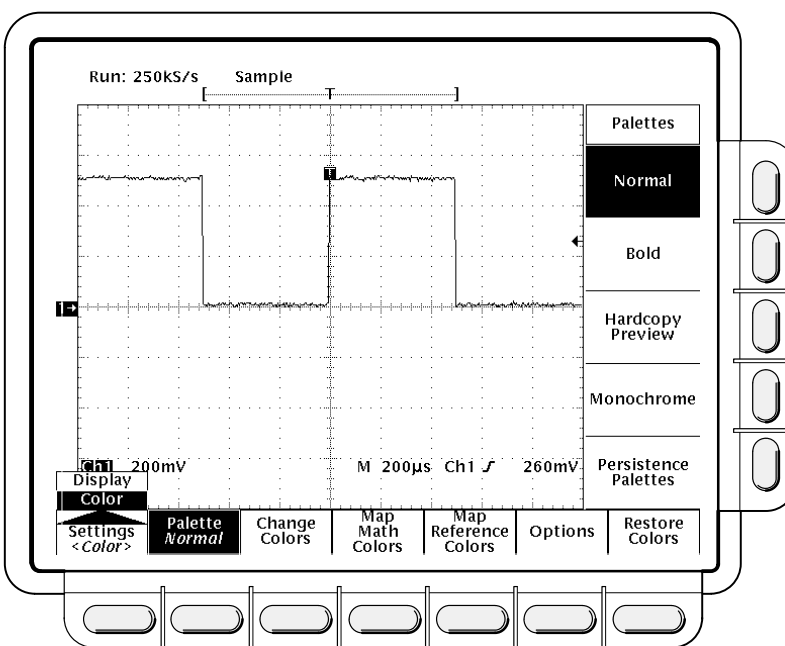 Run: 250kS/s Sample
[ T ]
Palettes
Normal
Bold
Hardcopy
Preview
Monochrome
Persistence
Palettes
T
1→
Ch1 200mV M 200µs Ch1 260mV
Display
Color
Settings
<Color>
Palette
Normal
Change
Colors
Map
Math
Colors
Map
Reference
Colors
Options
Restore
Colors